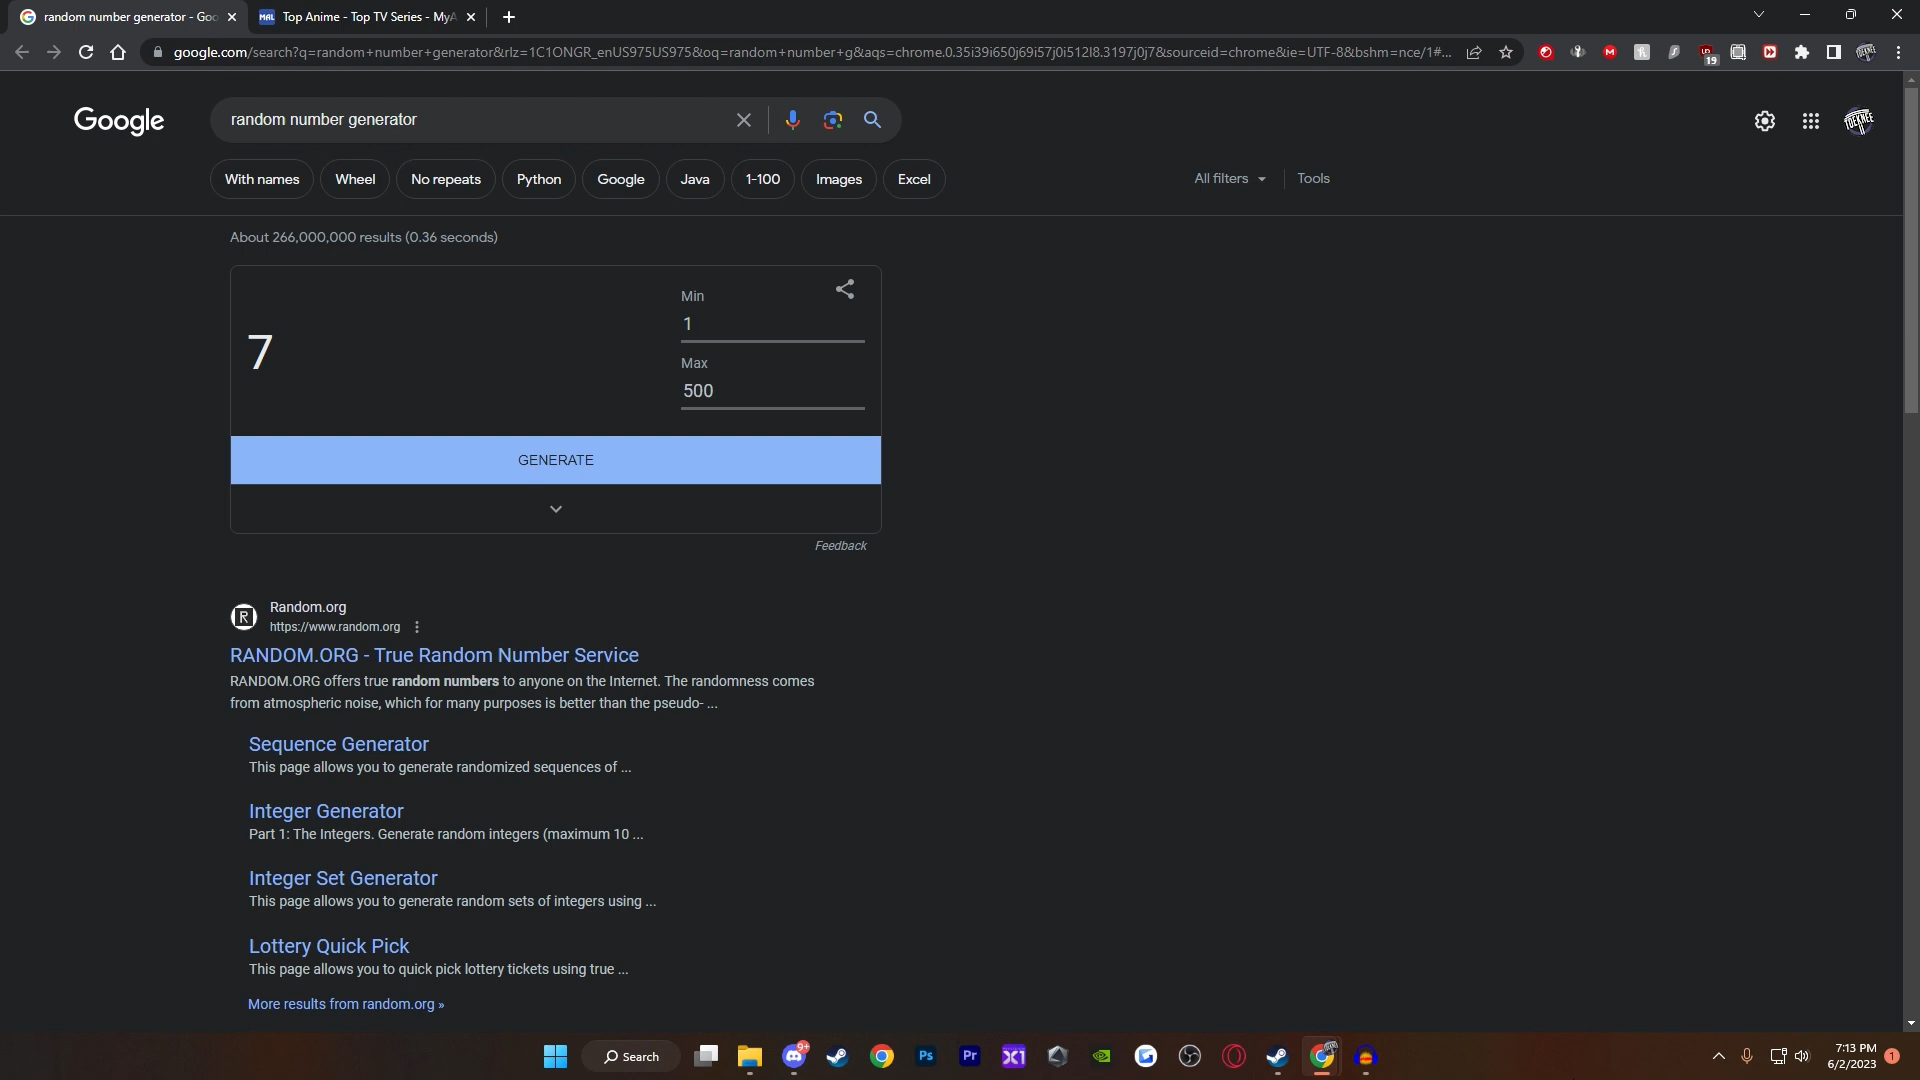 random number generator - Goo
Top Anime - Top TV Series - MyA
google.com/search?q=random+number+generator&rlz=1C1ONGR_enUS975US975&oq=random+number+g&aqs=chrome.0.35i39i650j69i57j0i512l8.3197j0j7&sourceid=chrome&ie=UTF-8&bshm=nce/1#...
19
Google
random number generator
With names
Wheel
No repeats
Python
Google
Java
1-100
Images
Excel
All filters
Tools
About 266,000,000 results (0.36 seconds)
7
Min
1
Max
500
GENERATE
Feedback
Random.org
https://www.random.org
RANDOM.ORG - True Random Number Service
RANDOM.ORG offers true random numbers to anyone on the Internet. The randomness comes
from atmospheric noise, which for many purposes is better than the pseudo- ...
Sequence Generator
This page allows you to generate randomized sequences of ...
Integer Generator
Part 1: The Integers. Generate random integers (maximum 10 ...
Integer Set Generator
This page allows you to generate random sets of integers using ...
Lottery Quick Pick
This page allows you to quick pick lottery tickets using true ...
More results from random.org »
Search
9+
Ps
Pr
X1
7:13 PM
6/2/2023
1